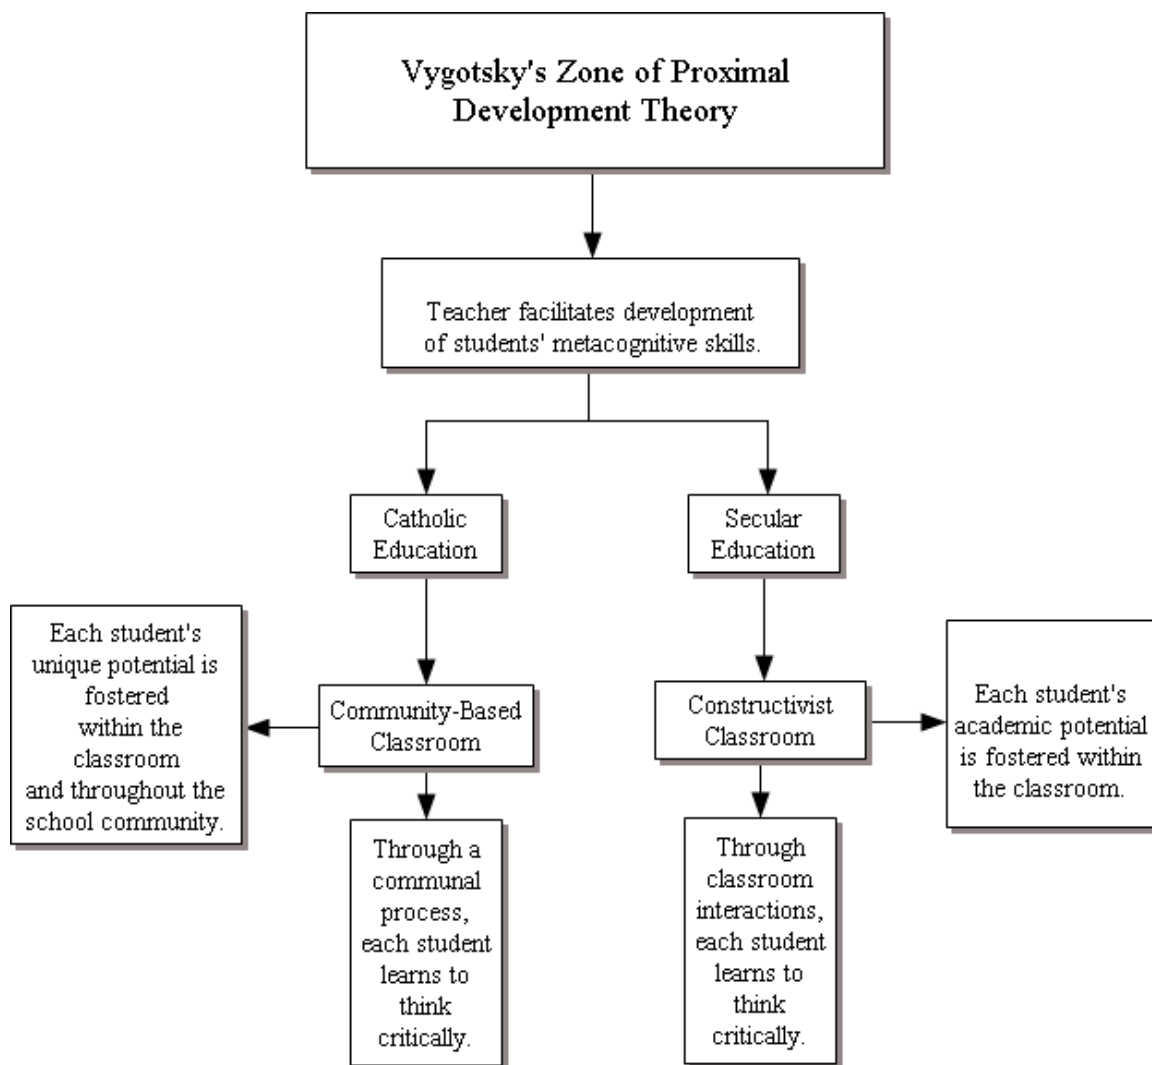 Vygotsky's Zone of Proximal
Development Theory
Teacher facilitates development
of students' metacognitive skills.
Catholic
Education
Secular
Education
Each student's
unique potential is
fostered
within the
classroom
and throughout the
school community.
Community-Based
Classroom
Constructivist
Classroom
Each student's
academic potential
is fostered within
the classroom.
Through a
communal
process,
each student
learns to
think
critically.
Through
classroom
interactions,
each student
learns to
think
critically.